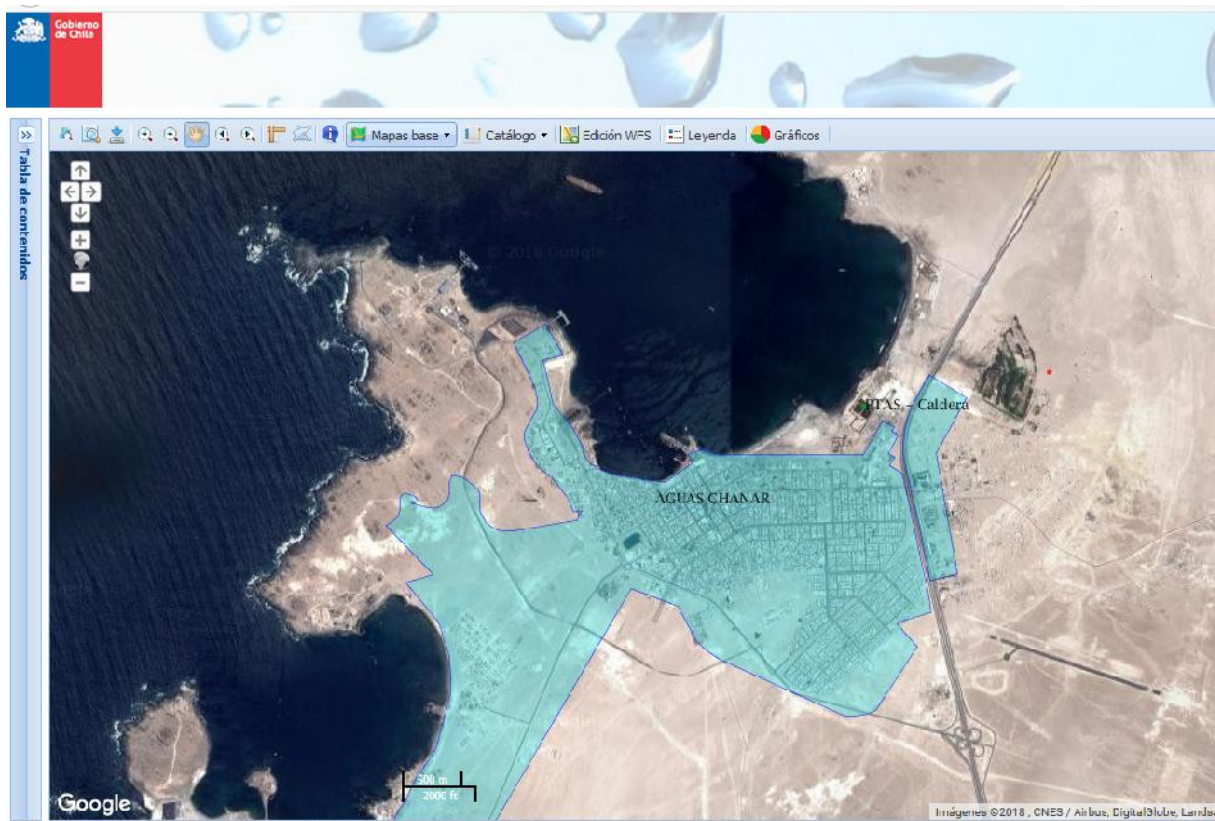 Gobierno
de Chile
Tabla de contenidos
Mapas base
Catálogo
Edición WFS
Leyenda
Gráficos
© 2018 Google
PTAS – Caldera
AGUAS CHAÑAR
500 m
2000 ft
Google
Imágenes ©2018 , CNES / Airbus, DigitalGlobe, Landsa